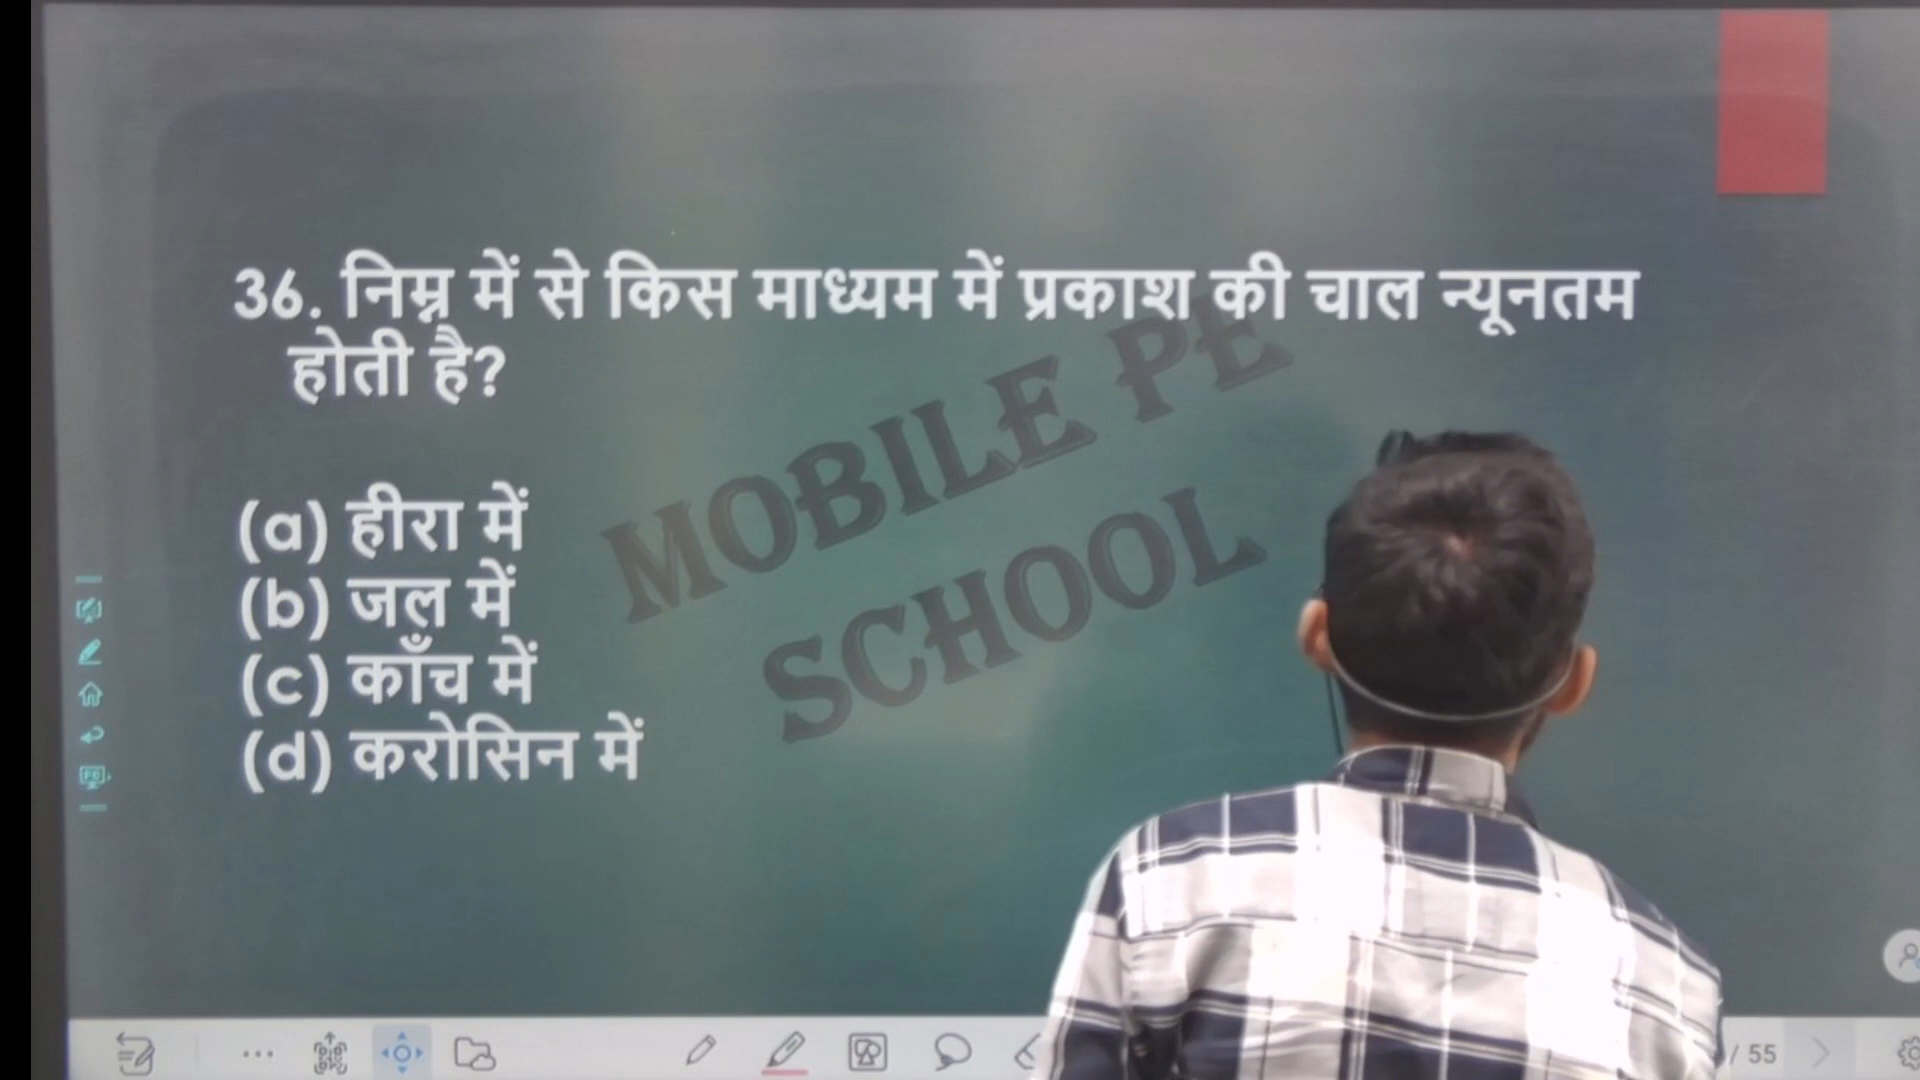 36. निम्न में से किस माध्यम में प्रकाश की चाल न्यूनतम
होती है?
(a) हीरा में
(b) जल में
(c) काँच में
(d) करोसिन में
MOBILE PE
SCHOOL
/ 55